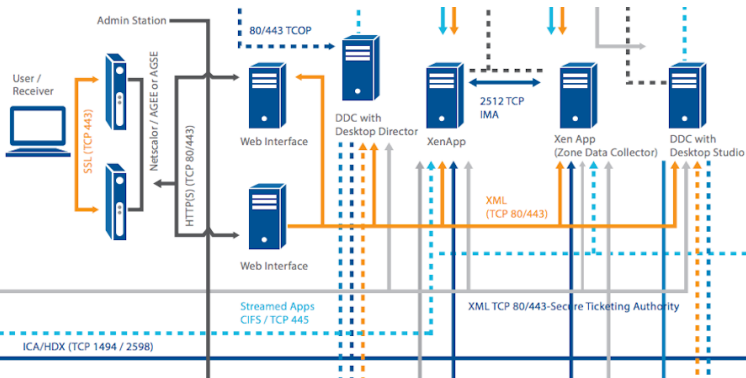 Admin Station
80/443 TCOP
User /
Receiver
SSL (TCP 443)
Netscalor / AGEE or AGSE
HTTP(S) (TCP 80/443)
Web Interface
DDC with
Desktop Director
XenApp
2512 TCP
IMA
Xen App
(Zone Data Collector)
DDC with
Desktop Studio
XML
(TCP 80/443)
Web Interface
Streamed Apps
CIFS / TCP 445
XML TCP 80/443-Secure Ticketing Authority
ICA/HDX (TCP 1494 / 2598)